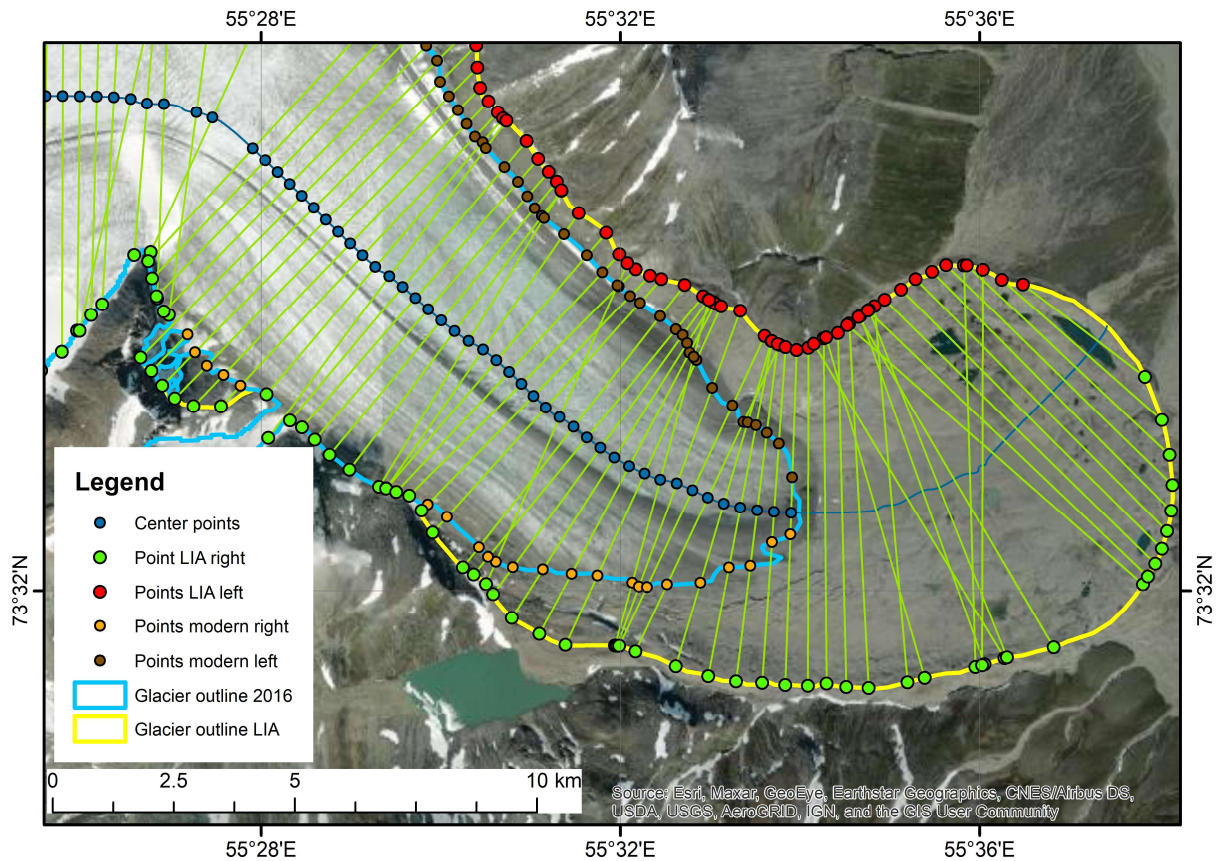 55°28'E 55°32'E 55°36'E
Legend
Center points
Point LIA right
Points LIA left
Points modern right
Points modern left
Glacier outline 2016
Glacier outline LIA
73°32'N 73°32'N
0 2.5 5 10 km
Source: Esri, Maxar, GeoEye, Earthstar Geographics, CNES/Airbus DS,
USDA, USGS, AeroGRID, IGN, and the GIS User Community
55°28'E 55°32'E 55°36'E